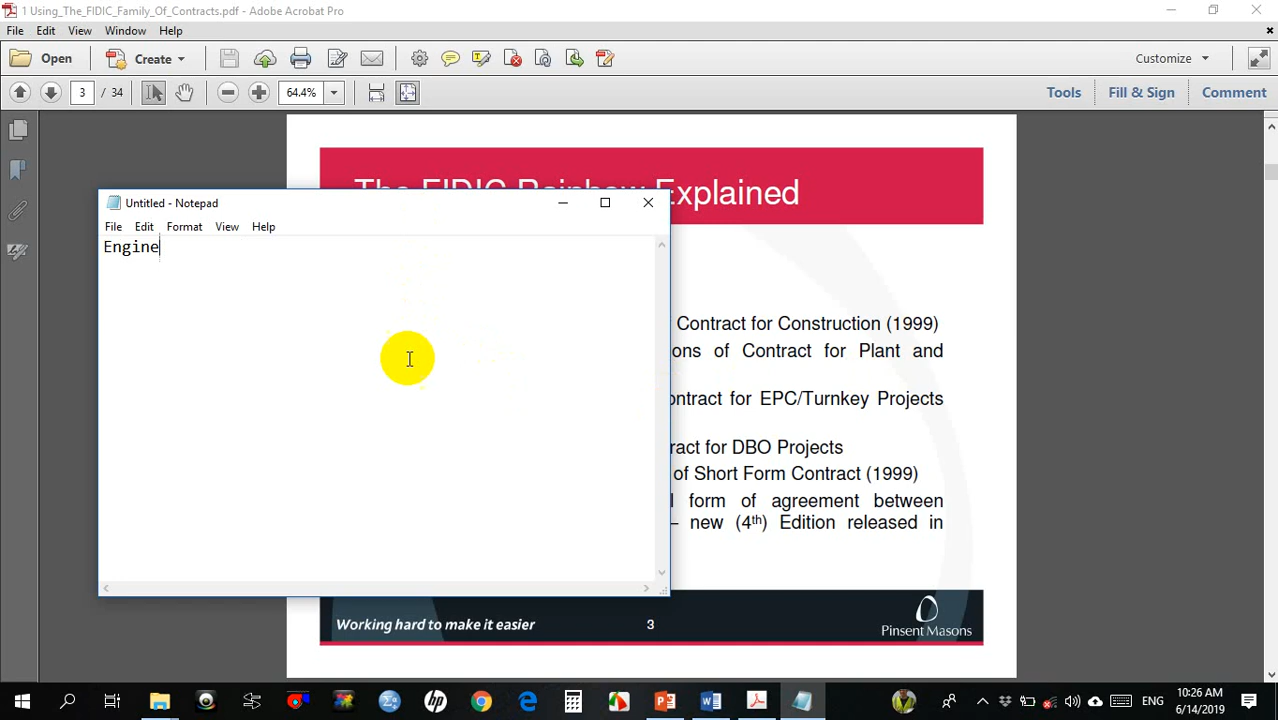 1 Using_The_FIDIC_Family_Of_Contracts.pdf - Adobe Acrobat Pro
File Edit View Window Help
Open Create Customize
3 / 34 64.4% Tools Fill & Sign Comment
Explained
Untitled - Notepad
File Edit Format View Help
Engine
Contract for Construction (1999)
ons of Contract for Plant and
ontract for EPC/Turnkey Projects
ract for DBO Projects
of Short Form Contract (1999)
form of agreement between
– new (4th) Edition released in
Working hard to make it easier 3 Pinsent Masons
ENG 10:26 AM
6/14/2019